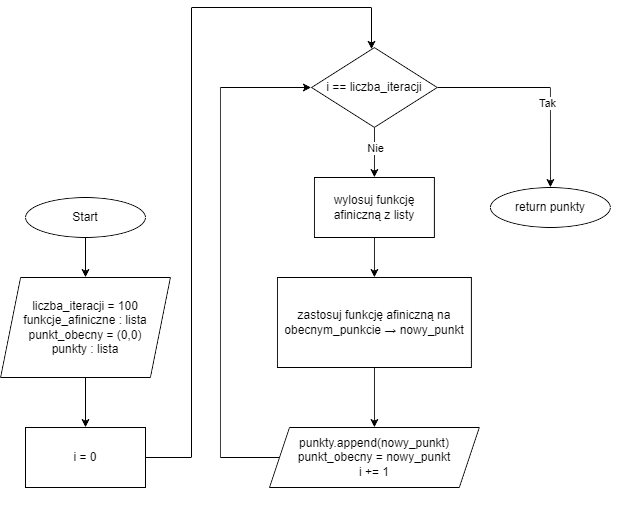 Start
liczba_iteracji = 100
funkcje_afiniczne : lista
punkt_obecny = (0,0)
punkty : lista
i = 0
i == liczba_iteracji
Tak
Nie
wylosuj funkcję
afiniczną z listy
return punkty
zastosuj funkcję afiniczną na
obecnym_punkcie → nowy_punkt
punkty.append(nowy_punkt)
punkt_obecny = nowy_punkt
i += 1